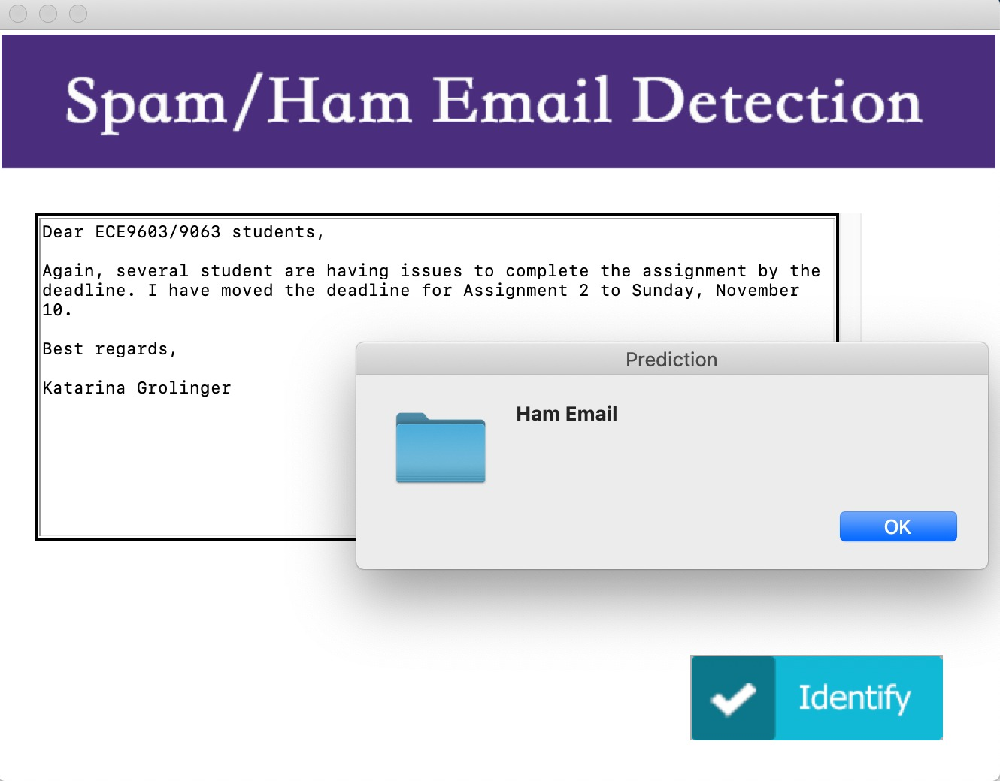 Spam/Ham Email Detection
Dear ECE9603/9063 students,
Again, several student are having issues to complete the assignment by the
deadline. I have moved the deadline for Assignment 2 to Sunday, November
10.
Best regards,
Katarina Grolinger
Prediction
Ham Email
OK
Identify